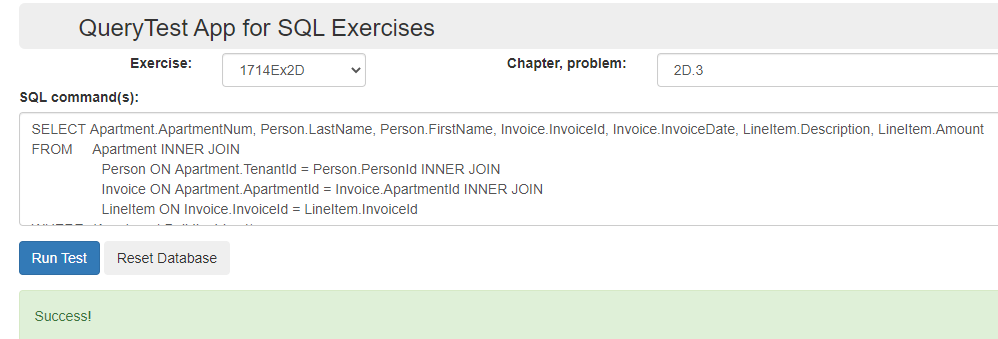 QueryTest App for SQL Exercises
Exercise: 1714Ex2D Chapter, problem: 2D.3
SQL command(s):
SELECT Apartment.ApartmentNum, Person.LastName, Person.FirstName, Invoice.InvoiceId, Invoice.InvoiceDate, LineItem.Description, LineItem.Amount
FROM Apartment INNER JOIN
Person ON Apartment.TenantId = Person.PersonId INNER JOIN
Invoice ON Apartment.ApartmentId = Invoice.ApartmentId INNER JOIN
LineItem ON Invoice.InvoiceId = LineItem.InvoiceId
Run Test Reset Database
Success!